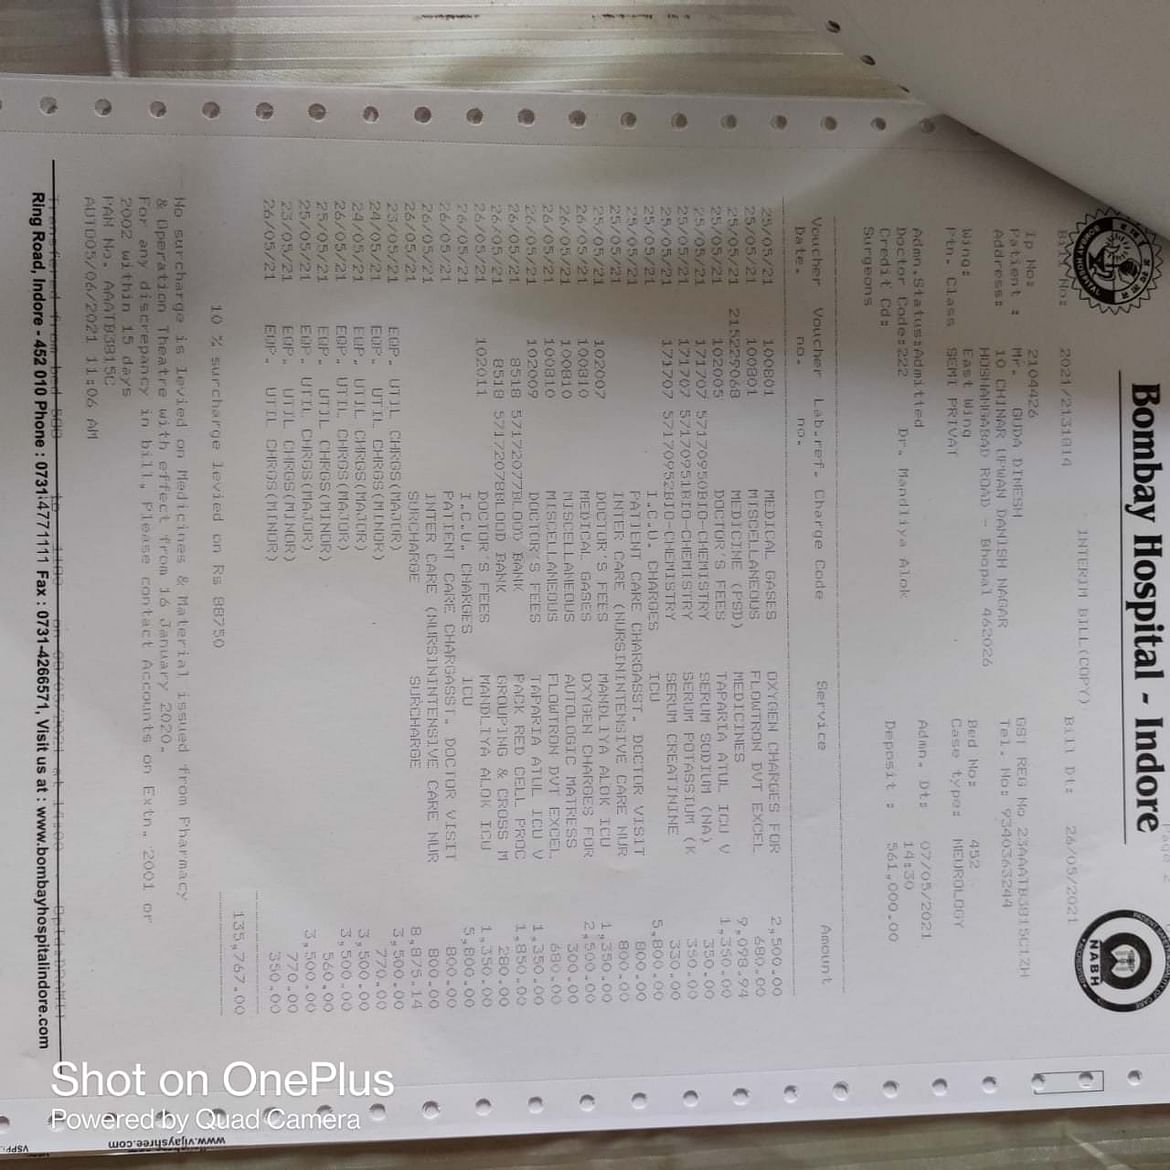 Bombay Hospital - Indore
NABH
INTERIM BILL(COPY)
2021/2131814 Bill Dt: 26/05/2021
Ip No: 2104426 GST REG No 23AAATB3815C1ZH
Patient : Mr. GUDA DINESH Tel. No: 9340363244
Address: 10 CHINAR UPWAN DANISH NAGAR
HOSHANGABAD ROAD - Bhopal 462026
Wing: East Wing Bed No: 452
Ptn. Class SEMI PRIVAT Case type: NEUROLOGY
Admn.Status:Admitted Admn. Dt: 07/05/2021
14:30
Doctor Code:222 Dr. Mandliya Alok Deposit : 561,000.00
Credit Cd:
Surgeons
Voucher Voucher Lab.ref. Charge Code Service Amount
Date. no. no.
25/05/21 100801 MEDICAL GASES OXYGEN CHARGES FOR 2,500.00
25/05/21 100801 MISCELLANEOUS FLOWTRON DVT EXCEL 680.00
25/05/21 215229068 MEDICINE (PSD) MEDICINES 9,098.94
25/05/21 102005 DOCTOR'S FEES TAPARIA ATUL ICU V 1,350.00
25/05/21 171707 57170950BIO-CHEMISTRY SERUM SODIUM (NA) 350.00
25/05/21 171707 57170951BIO-CHEMISTRY SERUM POTASSIUM (K 350.00
25/05/21 171707 57170952BIO-CHEMISTRY SERUM CREATININE 330.00
25/05/21 I.C.U. CHARGES ICU 5,800.00
25/05/21 PATIENT CARE CHARGASST. DOCTOR VISIT 800.00
25/05/21 INTER CARE (NURSININTENSIVE CARE NUR 800.00
25/05/21 102007 DOCTOR'S FEES MANDLIYA ALOK ICU 1,350.00
26/05/21 100810 MEDICAL GASES OXYGEN CHARGES FOR 2,500.00
26/05/21 100810 MISCELLANEOUS AUTOLOGIC MATRESS 300.00
26/05/21 100810 MISCELLANEOUS FLOWTRON DVT EXCEL 680.00
26/05/21 102009 DOCTOR'S FEES TAPARIA ATUL ICU V 1,350.00
26/05/21 8518 57172077BLOOD BANK PACK RED CELL PROC 1,850.00
26/05/21 8518 57172078BLOOD BANK GROUPING & CROSS M 280.00
26/05/21 102011 DOCTOR'S FEES MANDLIYA ALOK ICU 1,350.00
26/05/21 I.C.U. CHARGES ICU 5,800.00
26/05/21 PATIENT CARE CHARGASST. DOCTOR VISIT 800.00
26/05/21 INTER CARE (NURSININTENSIVE CARE NUR 800.00
26/05/21 SURCHARGE SURCHARGE 8,875.14
23/05/21 EQP. UTIL CHRGS(MAJOR) 3,500.00
24/05/21 EQP. UTIL CHRGS(MINOR) 770.00
24/05/21 EQP. UTIL CHRGS(MAJOR) 3,500.00
26/05/21 EQP. UTIL CHRGS(MAJOR) 3,500.00
25/05/21 EQP. UTIL CHRGS(MINOR) 560.00
25/05/21 EQP. UTIL CHRGS(MAJOR) 3,500.00
23/05/21 EQP. UTIL CHRGS(MINOR) 770.00
26/05/21 EQP. UTIL CHRGS(MINOR) 350.00
135,767.00
10 % surcharge levied on Rs 88750
No surcharge is levied on Medicines & Material issued from Pharmacy
& Operation Theatre with effect from 16 January 2020.
For any discrepancy in bill, Please contact Accounts on Extn. 2001 or
2002 within 15 days
PAN No. AAATB3815C
AUTO05/06/2021 11:06 AM
Ring Road, Indore - 452 010 Phone : 0731-4771111 Fax : 0731-4266571, Visit us at : www.bombayhospitalindore.com
www.vijayshree.com
Shot on OnePlus
Powered by Quad Camera